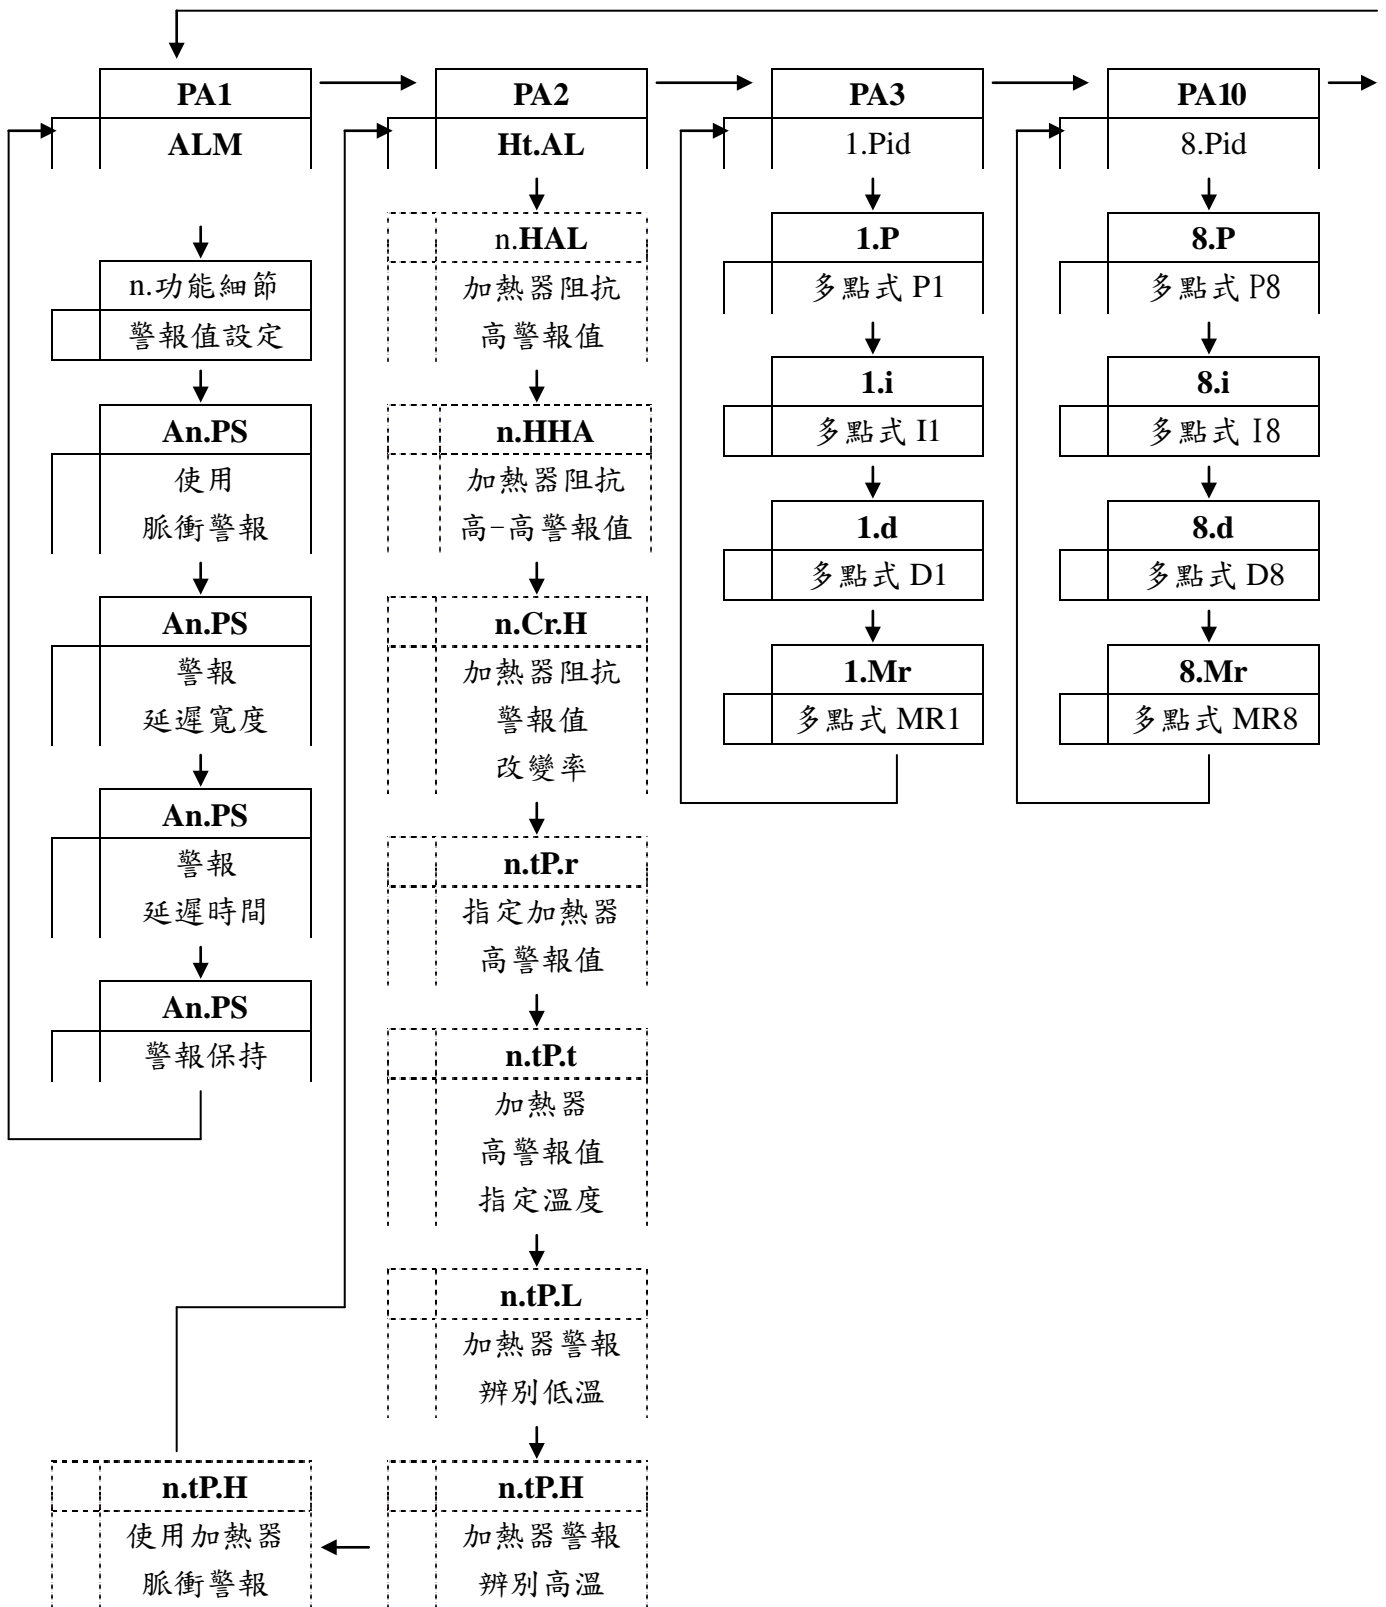 PA1
ALM
n.功能細節
警報值設定
An.PS
使用
脈衝警報
An.PS
警報
延遲寬度
An.PS
警報
延遲時間
An.PS
警報保持
PA2
Ht.AL
n.HAL
加熱器阻抗
高警報值
n.HHA
加熱器阻抗
高-高警報值
n.Cr.H
加熱器阻抗
警報值
改變率
n.tP.r
指定加熱器
高警報值
n.tP.t
加熱器
高警報值
指定溫度
n.tP.L
加熱器警報
辨別低溫
n.tP.H
加熱器警報
辨別高溫
n.tP.H
使用加熱器
脈衝警報
PA3
1.Pid
1.P
多點式 P1
1.i
多點式 I1
1.d
多點式 D1
1.Mr
多點式 MR1
PA10
8.Pid
8.P
多點式 P8
8.i
多點式 I8
8.d
多點式 D8
8.Mr
多點式 MR8